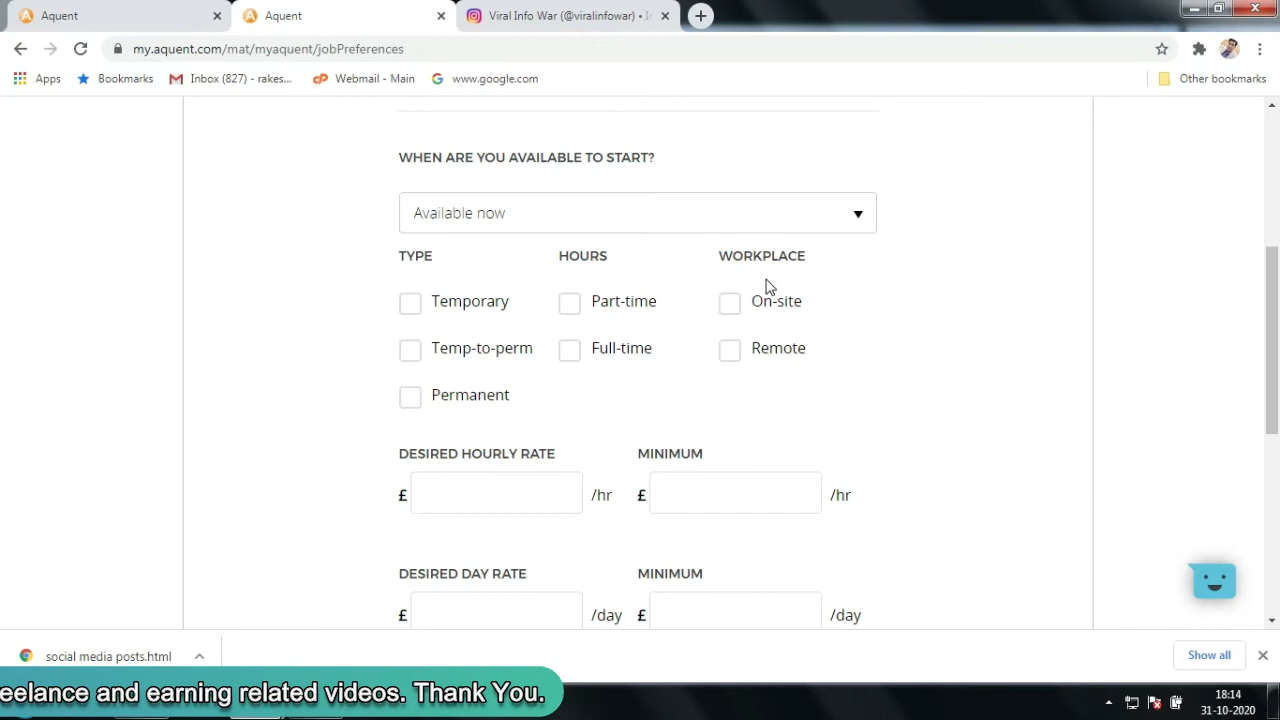 Aquent
Aquent
Viral Info War (@viralinfowar) • I
my.aquent.com/mat/myaquent/jobPreferences
Apps
Bookmarks
Inbox (827) - rakes...
Webmail - Main
www.google.com
Other bookmarks
WHEN ARE YOU AVAILABLE TO START?
Available now
TYPE HOURS WORKPLACE
Temporary Part-time On-site
Temp-to-perm Full-time Remote
Permanent
DESIRED HOURLY RATE MINIMUM
£ /hr £ /hr
DESIRED DAY RATE MINIMUM
£ /day £ /day
social media posts.html
Show all
eelance and earning related videos. Thank You.
18:14
31-10-2020